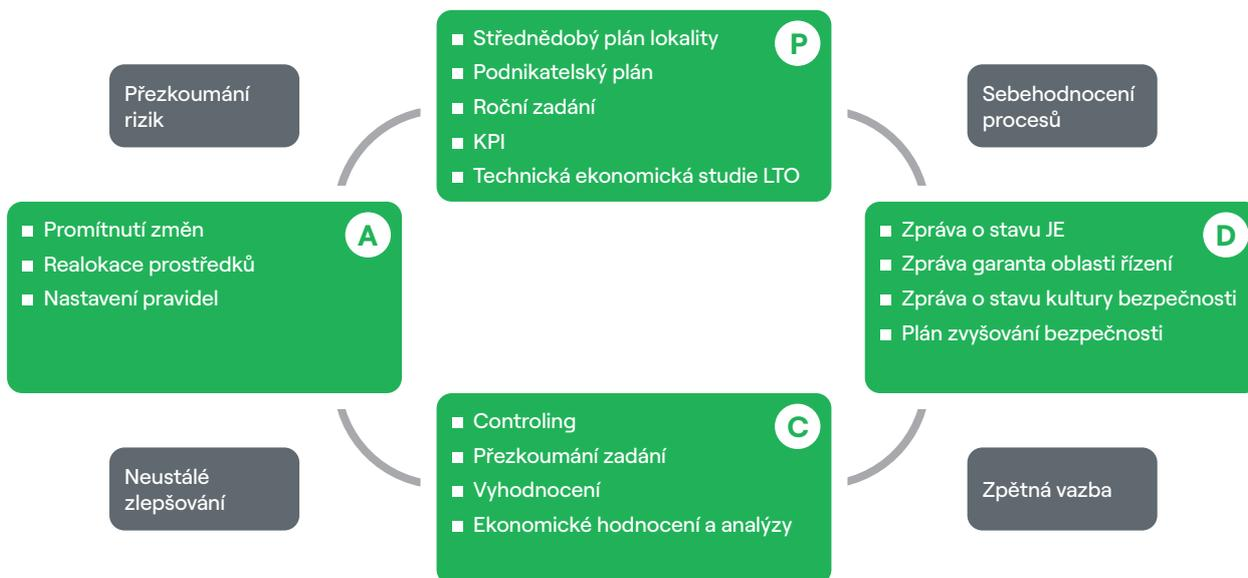 P
Střednědobý plán lokality
Podnikatelský plán
Roční zadání
KPI
Technická ekonomická studie LTO
Přezkoumání
rizik
Sebehodnocení
procesů
A
Promítnutí změn
Realokace prostředků
Nastavení pravidel
D
Zpráva o stavu JE
Zpráva garanta oblasti řízení
Zpráva o stavu kultury bezpečnosti
Plán zvyšování bezpečnosti
C
Controling
Přezkoumání zadání
Vyhodnocení
Ekonomické hodnocení a analýzy
Neustálé
zlepšování
Zpětná vazba